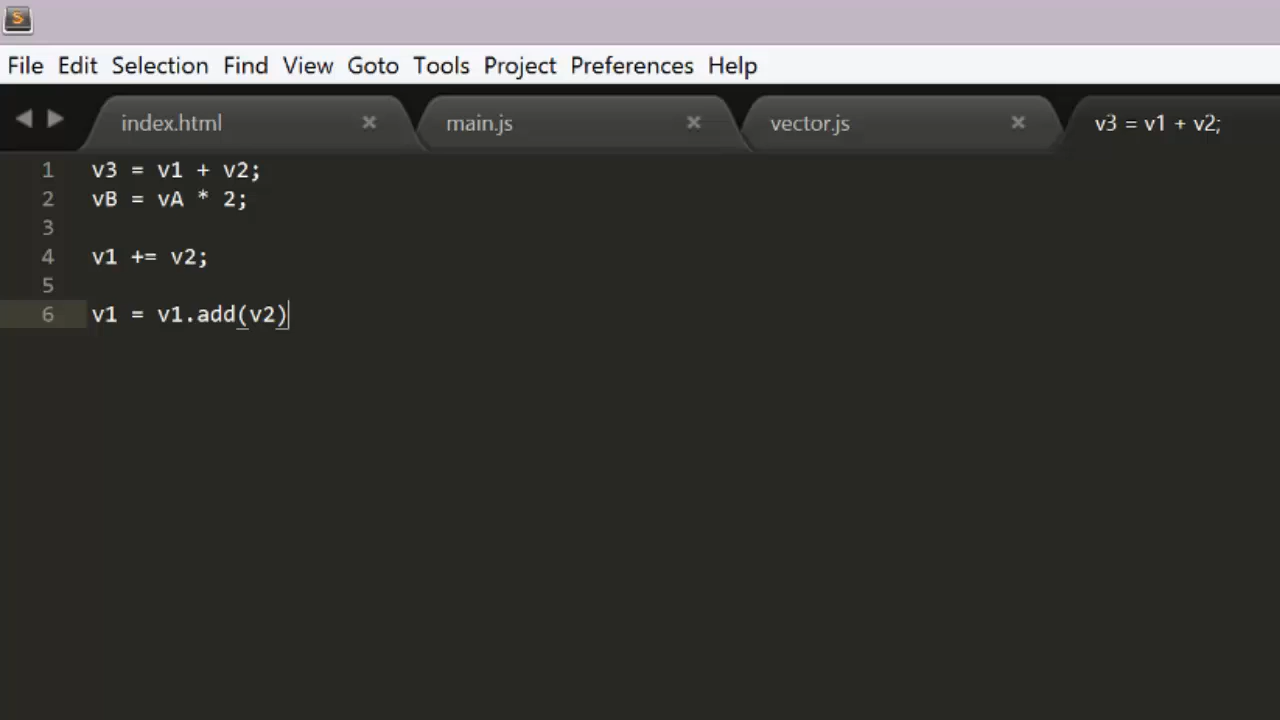 S
File Edit Selection Find View Goto Tools Project Preferences Help
index.html × main.js × vector.js × v3 = v1 + v2;
1 v3 = v1 + v2;
2 vB = vA * 2;
3
4 v1 += v2;
5
6 v1 = v1.add(v2)